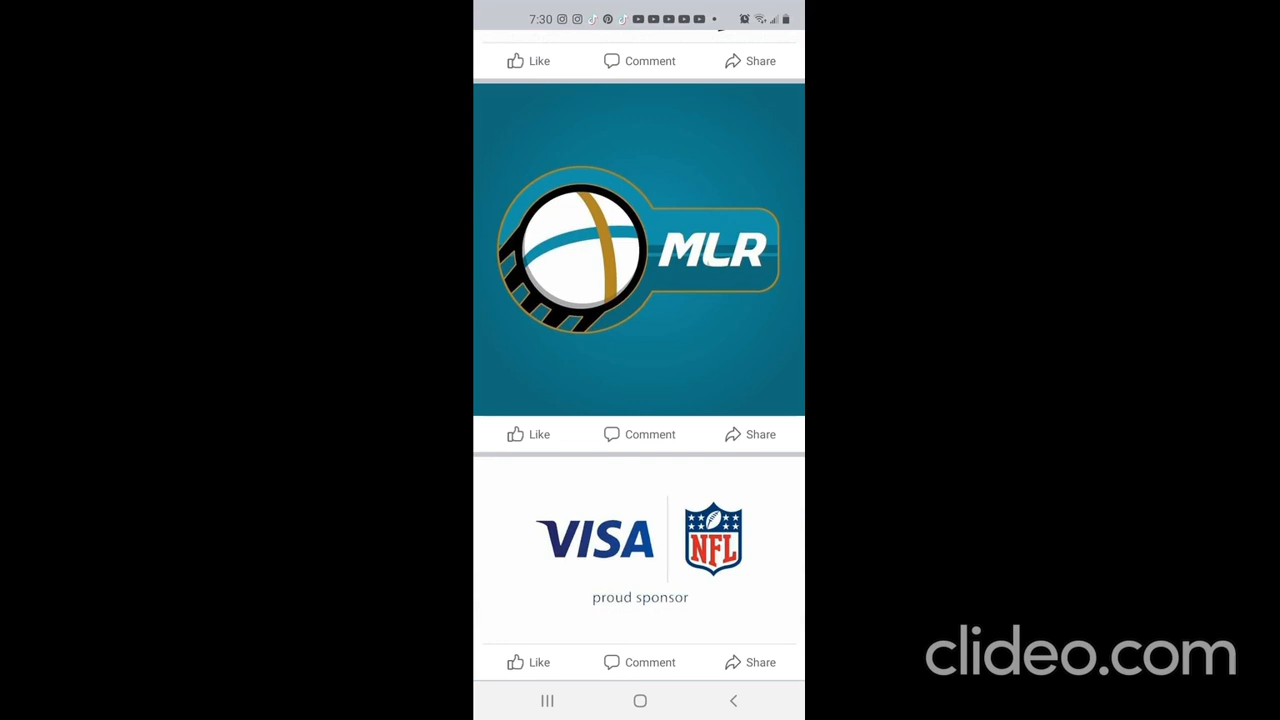 7:30
Like Comment Share
MLR
Like Comment Share
VISA NFL
proud sponsor
Like Comment Share
clideo.com